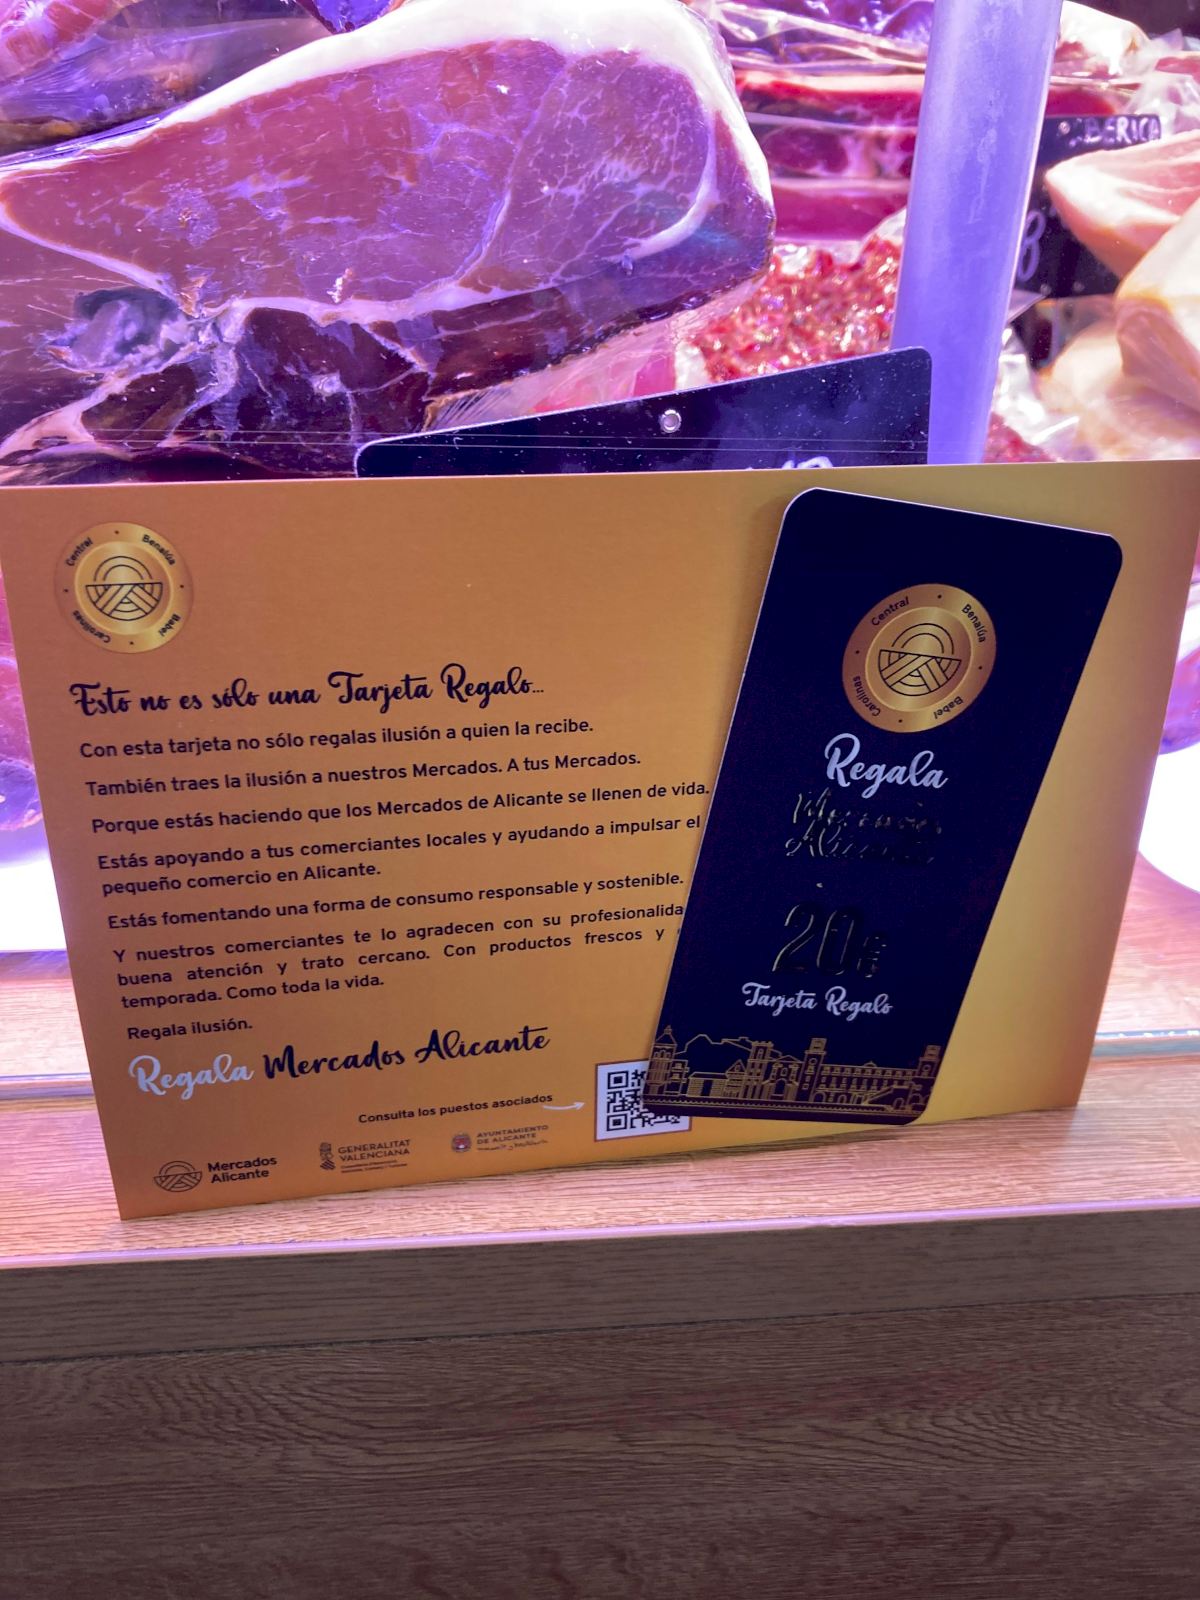 IBERICA
Central
Benalúa
Carolinas
Babel
Esto no es sólo una Tarjeta Regalo...
Con esta tarjeta no sólo regalas ilusión a quien la recibe.
También traes la ilusión a nuestros Mercados. A tus Mercados.
Porque estás haciendo que los Mercados de Alicante se llenen de vida.
Estás apoyando a tus comerciantes locales y ayudando a impulsar el
pequeño comercio en Alicante.
Estás fomentando una forma de consumo responsable y sostenible.
Y nuestros comerciantes te lo agradecen con su profesionalida
buena atención y trato cercano. Con productos frescos y
temporada. Como toda la vida.
Regala ilusión.
Regala Mercados Alicante
Consulta los puestos asociados
Mercados
Alicante
GENERALITAT
VALENCIANA
AYUNTAMIENTO
DE ALICANTE
Central
Benalúa
Carolinas
Babel
Regala
Mercados
Alicante
20€
Tarjeta Regalo